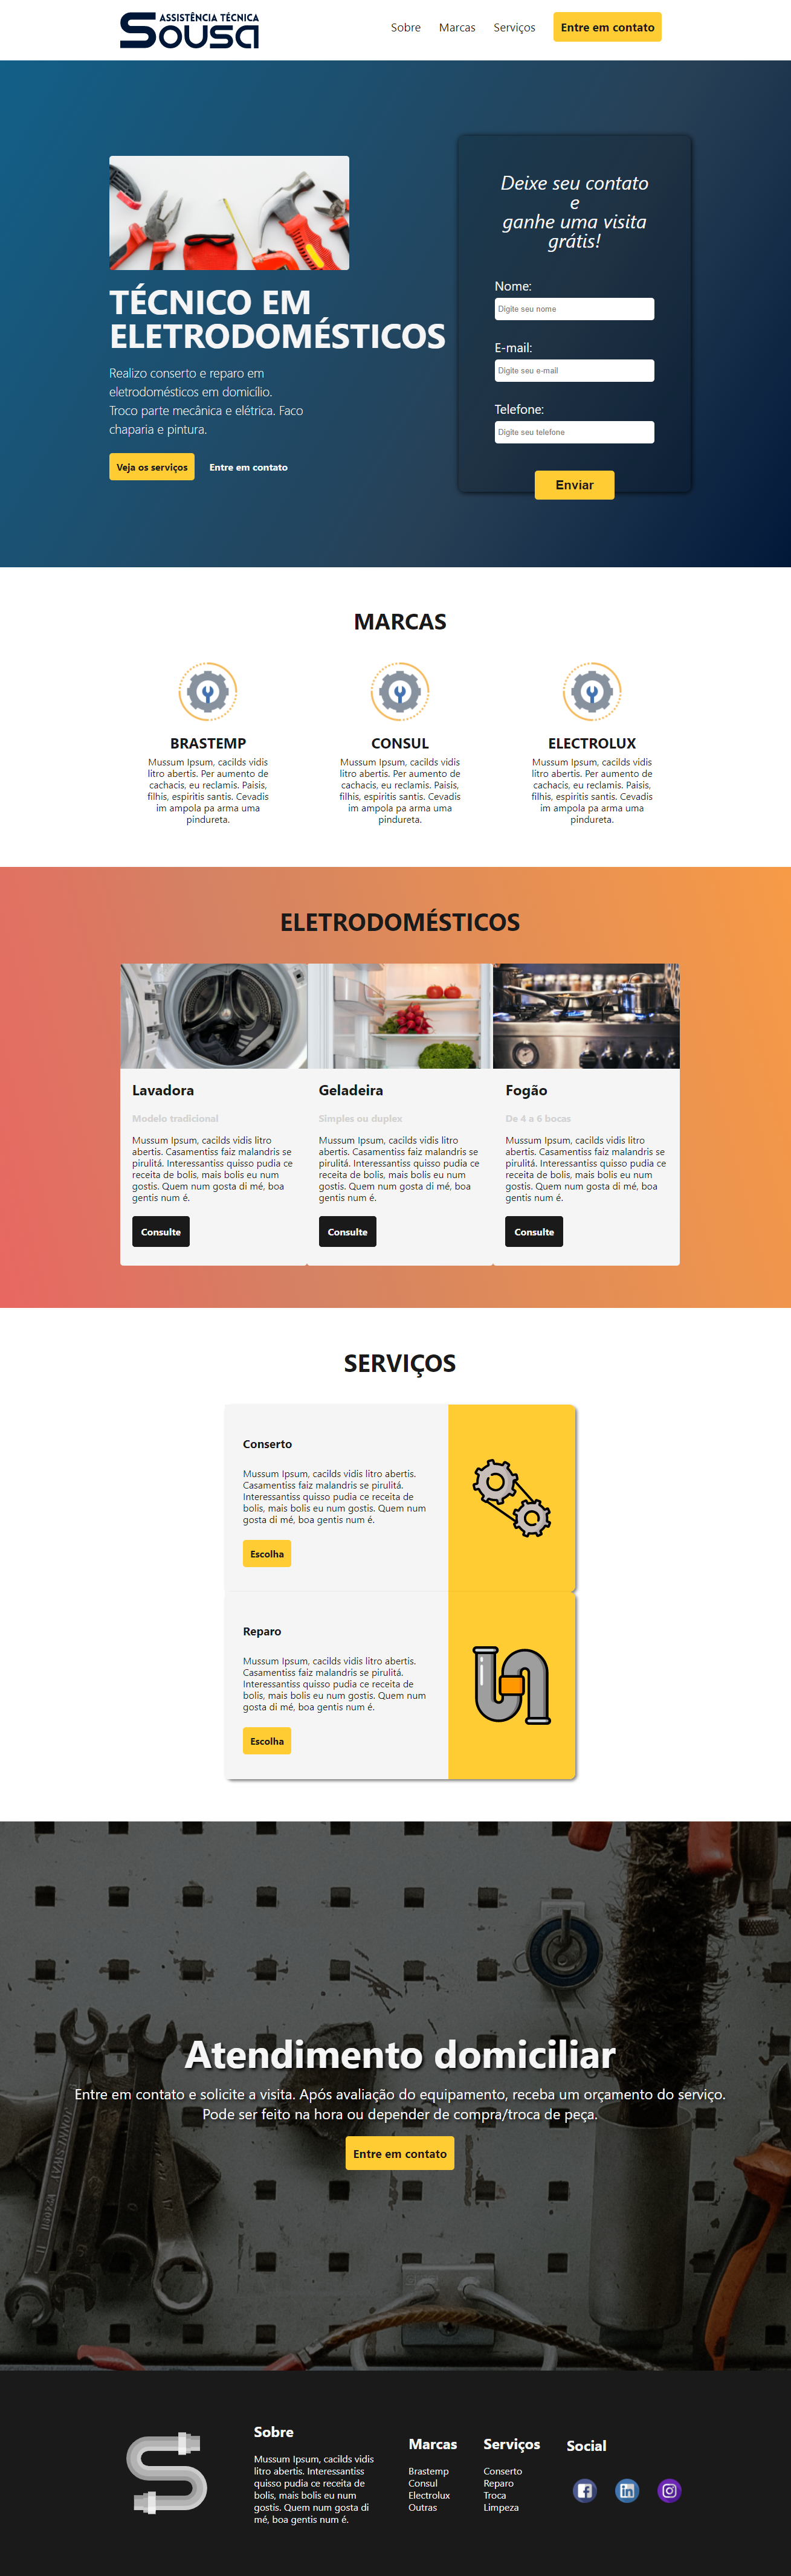 ASSISTÊNCIA TÉCNICA
Sousa
Sobre Marcas Serviços Entre em contato
TÉCNICO EM
ELETRODOMÉSTICOS
Realizo conserto e reparo em
eletrodomésticos em domicílio.
Troco parte mecânica e elétrica. Faco
chaparia e pintura.
Veja os serviços Entre em contato
Deixe seu contato
e
ganhe uma visita
grátis!
Nome:
Digite seu nome
E-mail:
Digite seu e-mail
Telefone:
Digite seu telefone
Enviar
MARCAS
BRASTEMP
Mussum Ipsum, cacilds vidis
litro abertis. Per aumento de
cachacis, eu reclamis. Paisis,
filhis, espiritis santis. Cevadis
im ampola pa arma uma
pindureta.
CONSUL
Mussum Ipsum, cacilds vidis
litro abertis. Per aumento de
cachacis, eu reclamis. Paisis,
filhis, espiritis santis. Cevadis
im ampola pa arma uma
pindureta.
ELECTROLUX
Mussum Ipsum, cacilds vidis
litro abertis. Per aumento de
cachacis, eu reclamis. Paisis,
filhis, espiritis santis. Cevadis
im ampola pa arma uma
pindureta.
ELETRODOMÉSTICOS
Lavadora
Modelo tradicional
Mussum Ipsum, cacilds vidis litro
abertis. Casamentiss faiz malandris se
pirulitá. Interessantiss quisso pudia ce
receita de bolis, mais bolis eu num
gostis. Quem num gosta di mé, boa
gentis num é.
Consulte
Geladeira
Simples ou duplex
Mussum Ipsum, cacilds vidis litro
abertis. Casamentiss faiz malandris se
pirulitá. Interessantiss quisso pudia ce
receita de bolis, mais bolis eu num
gostis. Quem num gosta di mé, boa
gentis num é.
Consulte
Fogão
De 4 a 6 bocas
Mussum Ipsum, cacilds vidis litro
abertis. Casamentiss faiz malandris se
pirulitá. Interessantiss quisso pudia ce
receita de bolis, mais bolis eu num
gostis. Quem num gosta di mé, boa
gentis num é.
Consulte
SERVIÇOS
Conserto
Mussum Ipsum, cacilds vidis litro abertis.
Casamentiss faiz malandris se pirulitá.
Interessantiss quisso pudia ce receita de
bolis, mais bolis eu num gostis. Quem num
gosta di mé, boa gentis num é.
Escolha
Reparo
Mussum Ipsum, cacilds vidis litro abertis.
Casamentiss faiz malandris se pirulitá.
Interessantiss quisso pudia ce receita de
bolis, mais bolis eu num gostis. Quem num
gosta di mé, boa gentis num é.
Escolha
Atendimento domiciliar
Entre em contato e solicite a visita. Após avaliação do equipamento, receba um orçamento do serviço.
Pode ser feito na hora ou depender de compra/troca de peça.
Entre em contato
Sobre
Mussum Ipsum, cacilds vidis
litro abertis. Interessantiss
quisso pudia ce receita de
bolis, mais bolis eu num
gostis. Quem num gosta di
mé, boa gentis num é.
Marcas
Brastemp
Consul
Electrolux
Outras
Serviços
Conserto
Reparo
Troca
Limpeza
Social